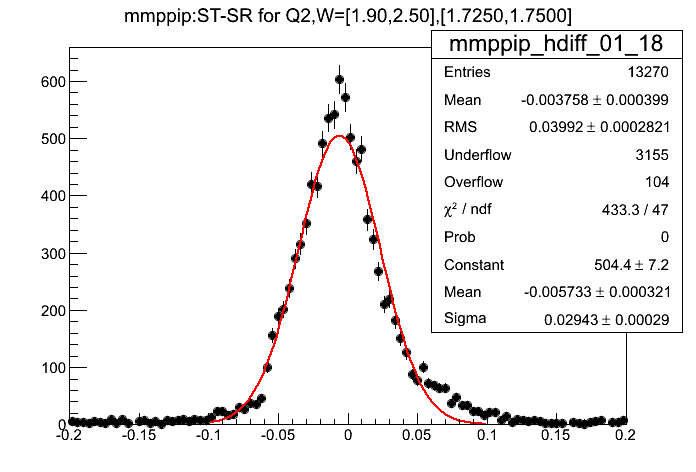 mmppip:ST-SR for Q2,W=[1.90,2.50],[1.7250,1.7500]
mmppip_hdiff_01_18
Entries 13270
Mean -0.003758 ± 0.000399
RMS 0.03992 ± 0.0002821
Underflow 3155
Overflow 104
χ² / ndf 433.3 / 47
Prob 0
Constant 504.4 ± 7.2
Mean -0.005733 ± 0.000321
Sigma 0.02943 ± 0.00029
600
500
400
300
200
100
0
-0.2 -0.15 -0.1 -0.05 0 0.05 0.1 0.15 0.2